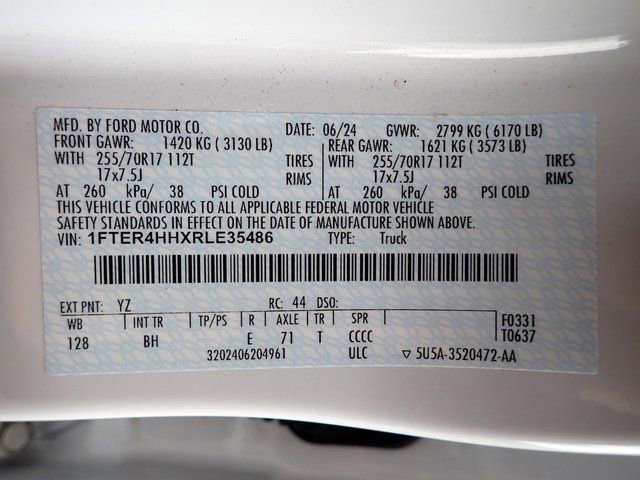 MFD. BY FORD MOTOR CO. DATE: 06/24 GVWR: 2799 KG ( 6170 LB)
FRONT GAWR: 1420 KG ( 3130 LB) REAR GAWR: 1621 KG ( 3573 LB)
WITH 255/70R17 112T TIRES WITH 255/70R17 112T TIRES
17x7.5J RIMS 17x7.5J RIMS
AT 260 kPa/ 38 PSI COLD AT 260 kPa/ 38 PSI COLD
THIS VEHICLE CONFORMS TO ALL APPLICABLE FEDERAL MOTOR VEHICLE
SAFETY STANDARDS IN EFFECT ON THE DATE OF MANUFACTURE SHOWN ABOVE.
VIN: 1FTER4HHXRLE35486 TYPE: Truck
EXT PNT: YZ RC: 44 DSO:
WB INT TR TP/PS R AXLE TR SPR F0331
128 BH E 71 T CCCC T0637
3202406204961 ULC ▽ 5U5A-3520472-AA